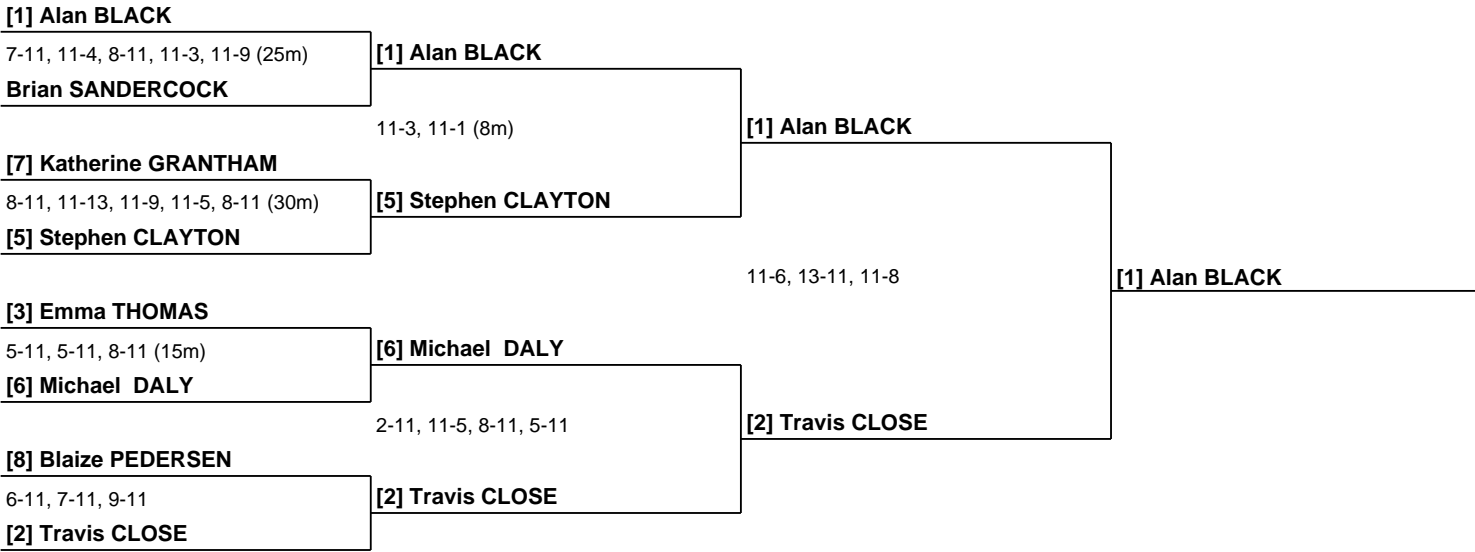 [1] Alan BLACK
7-11, 11-4, 8-11, 11-3, 11-9 (25m)
[1] Alan BLACK
Brian SANDERCOCK
11-3, 11-1 (8m)
[1] Alan BLACK
[7] Katherine GRANTHAM
8-11, 11-13, 11-9, 11-5, 8-11 (30m)
[5] Stephen CLAYTON
[5] Stephen CLAYTON
11-6, 13-11, 11-8
[1] Alan BLACK
[3] Emma THOMAS
5-11, 5-11, 8-11 (15m)
[6] Michael  DALY
[6] Michael  DALY
2-11, 11-5, 8-11, 5-11
[2] Travis CLOSE
[8] Blaize PEDERSEN
6-11, 7-11, 9-11
[2] Travis CLOSE
[2] Travis CLOSE